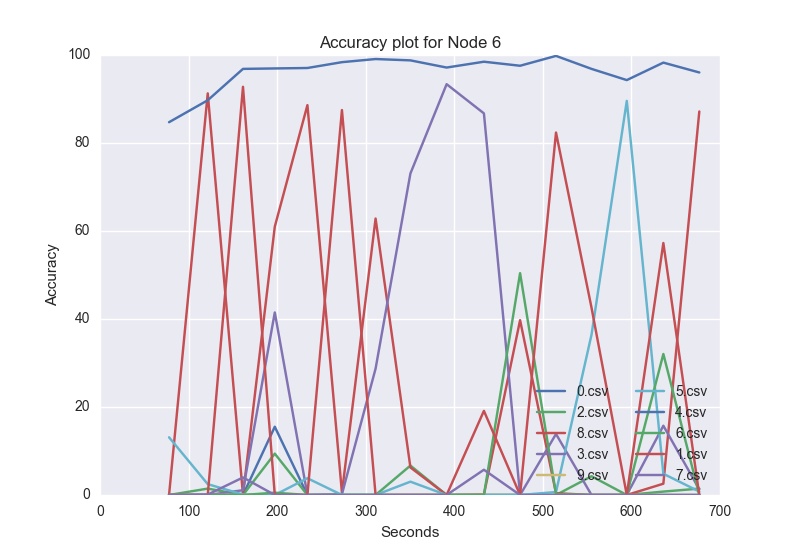 Accuracy plot for Node 6
100
80
60
40
20
0
Accuracy
0 100 200 300 400 500 600 700
Seconds
0.csv 5.csv
2.csv 4.csv
8.csv 6.csv
3.csv 1.csv
9.csv 7.csv